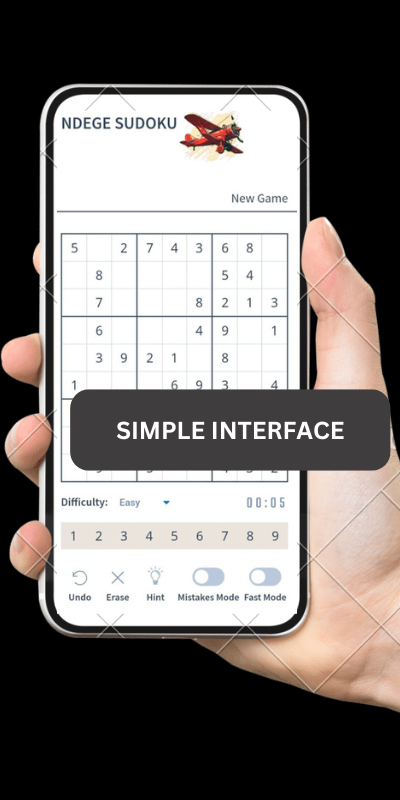 NDEGE SUDOKU
New Game
5 2 7 4 3 6 8
8 5 4
7 8 2 1 3
6 4 9 1
3 9 2 1 8
1 6 9 3 4
SIMPLE INTERFACE
Difficulty: Easy 00:05
1 2 3 4 5 6 7 8 9
Undo Erase Hint Mistakes Mode Fast Mode